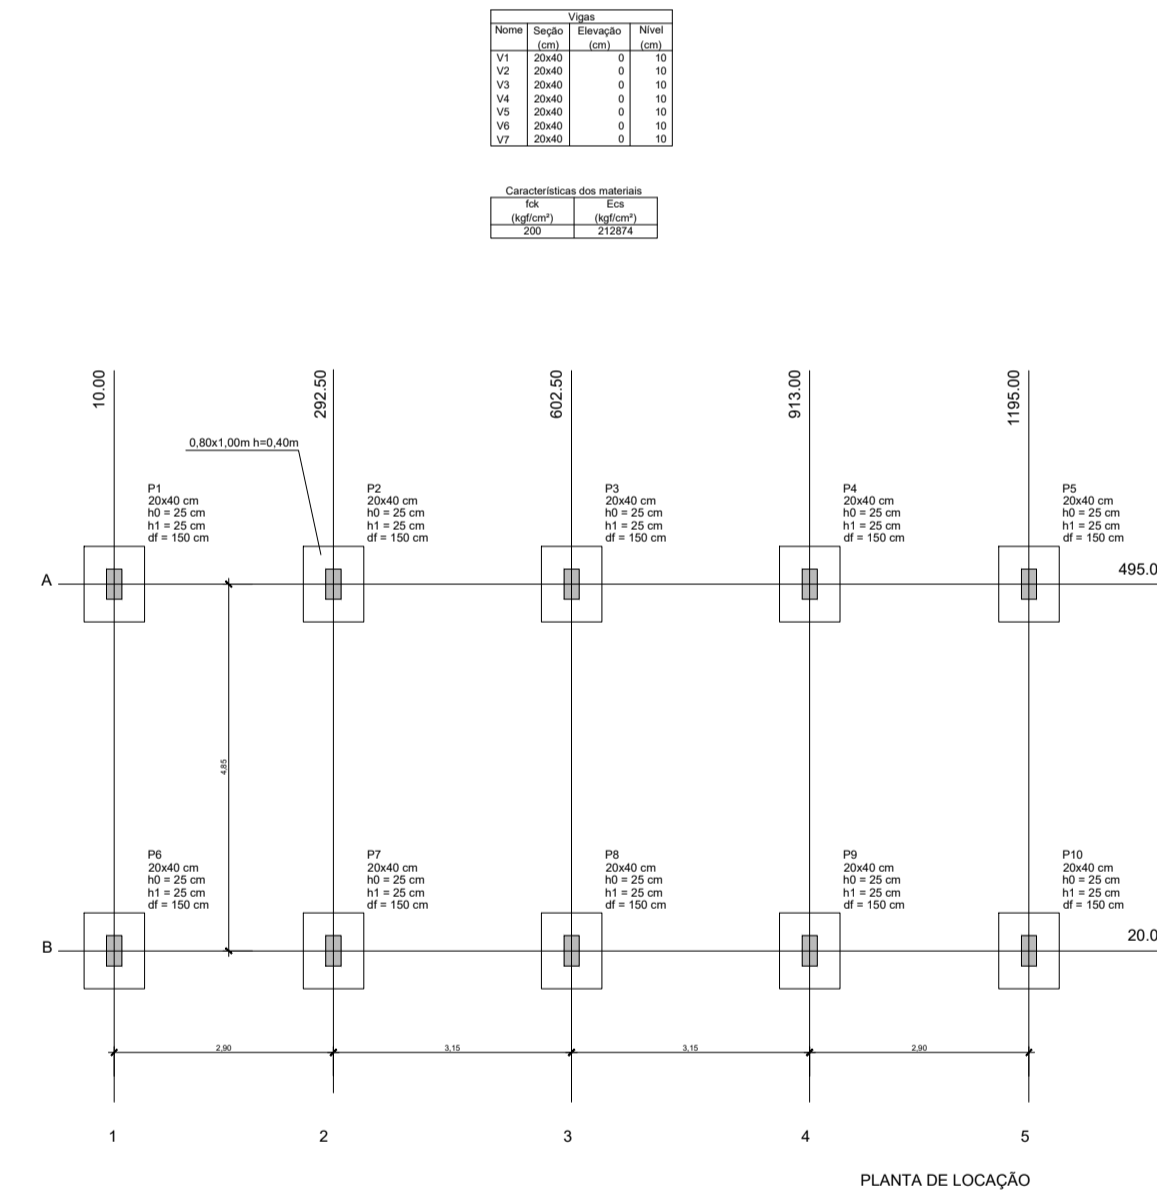 Vigas
Nome Seção Elevação Nível
(cm) (cm) (cm)
V1 20x40 0 10
V2 20x40 0 10
V3 20x40 0 10
V4 20x40 0 10
V5 20x40 0 10
V6 20x40 0 10
V7 20x40 0 10
Características dos materiais
fck Ecs
(kgf/cm²) (kgf/cm²)
200 212874
10.00
292.50
602.50
913.00
1195.00
0,80x1,00m h=0,40m
P1
20x40 cm
h0 = 25 cm
h1 = 25 cm
df = 150 cm
P2
20x40 cm
h0 = 25 cm
h1 = 25 cm
df = 150 cm
P3
20x40 cm
h0 = 25 cm
h1 = 25 cm
df = 150 cm
P4
20x40 cm
h0 = 25 cm
h1 = 25 cm
df = 150 cm
P5
20x40 cm
h0 = 25 cm
h1 = 25 cm
df = 150 cm
A
495.0
4,85
P6
20x40 cm
h0 = 25 cm
h1 = 25 cm
df = 150 cm
P7
20x40 cm
h0 = 25 cm
h1 = 25 cm
df = 150 cm
P8
20x40 cm
h0 = 25 cm
h1 = 25 cm
df = 150 cm
P9
20x40 cm
h0 = 25 cm
h1 = 25 cm
df = 150 cm
P10
20x40 cm
h0 = 25 cm
h1 = 25 cm
df = 150 cm
B
20.0
2,90 3,15 3,15 2,90
1 2 3 4 5
PLANTA DE LOCAÇÃO